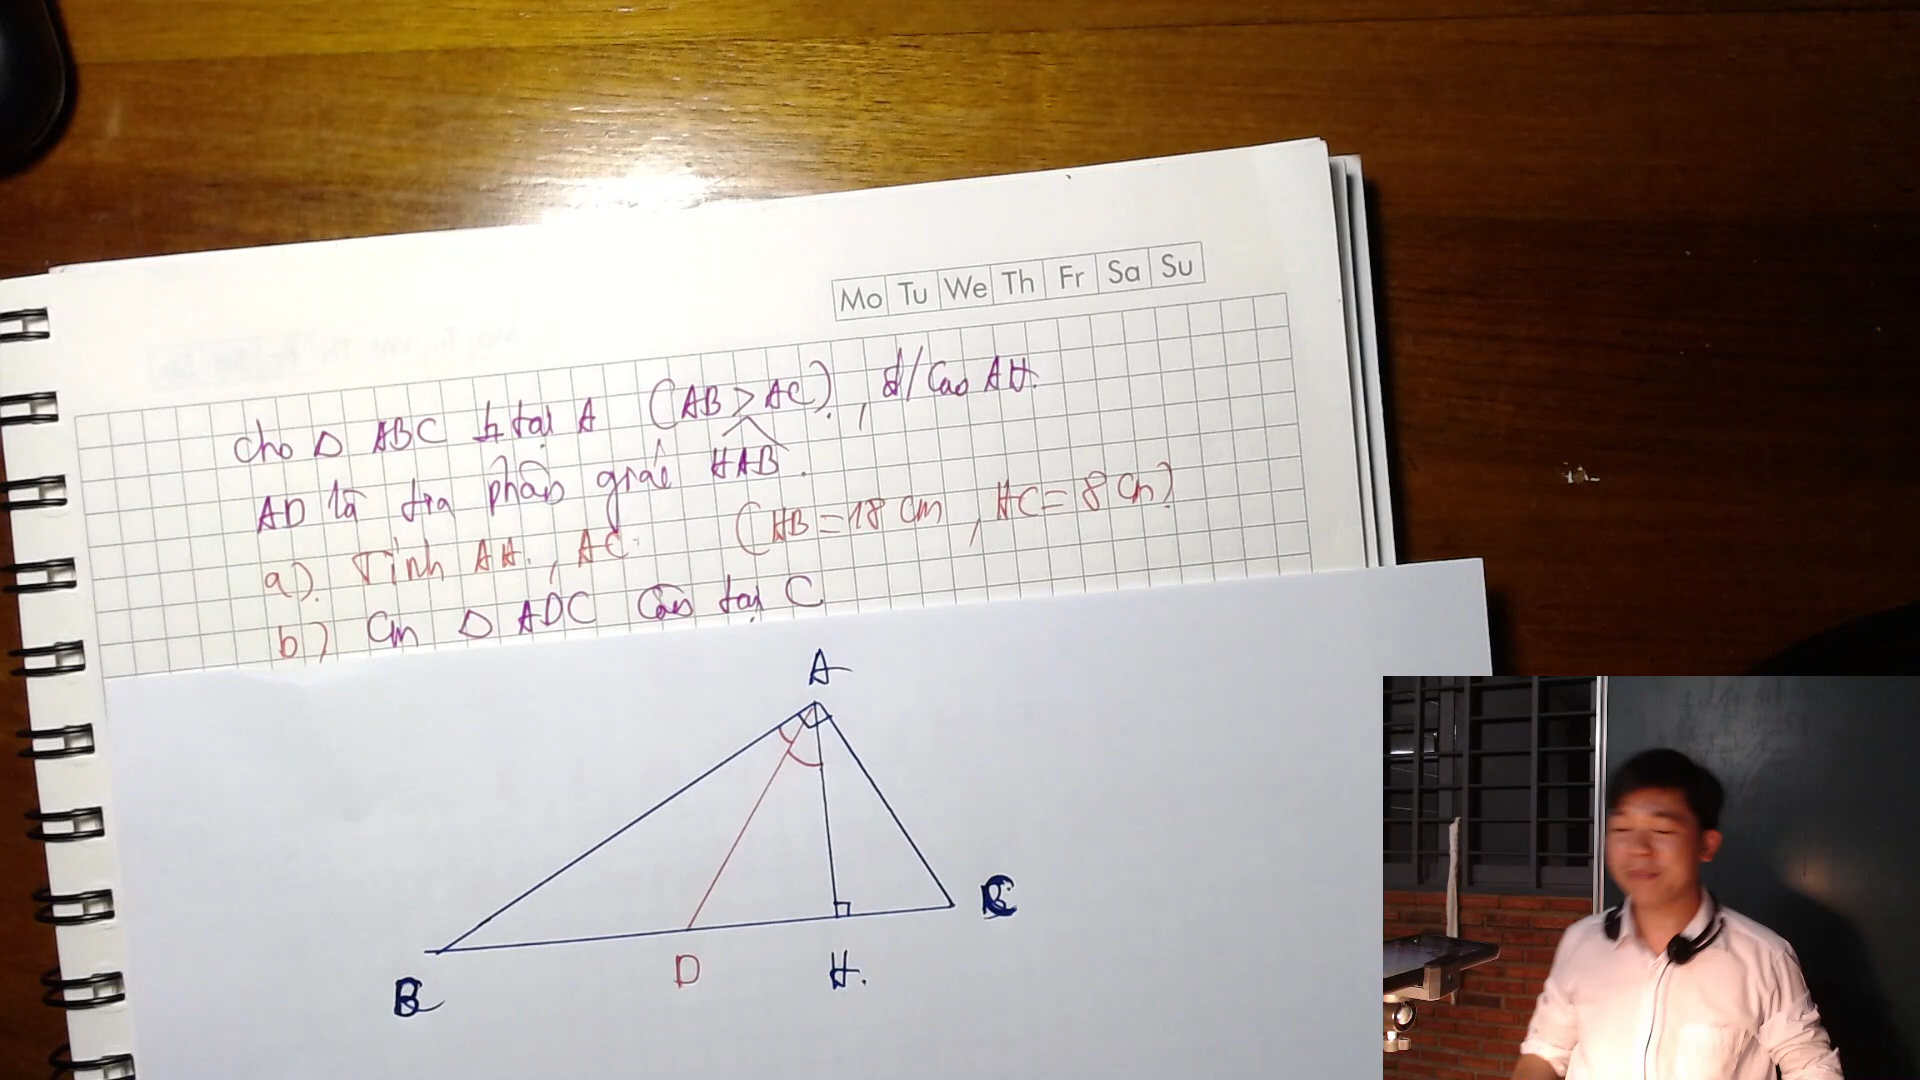 Mo Tu We Th Fr Sa Su
Cho Δ ABC ⊥ tại A (AB > AC), đ/cao AH.
AD là tia phân giác HAB.
a). Tính AH., AC. (HB = 18 cm, HC = 8 cm)
b) Cm Δ ADC cân tại C
A
B
D
H.
C